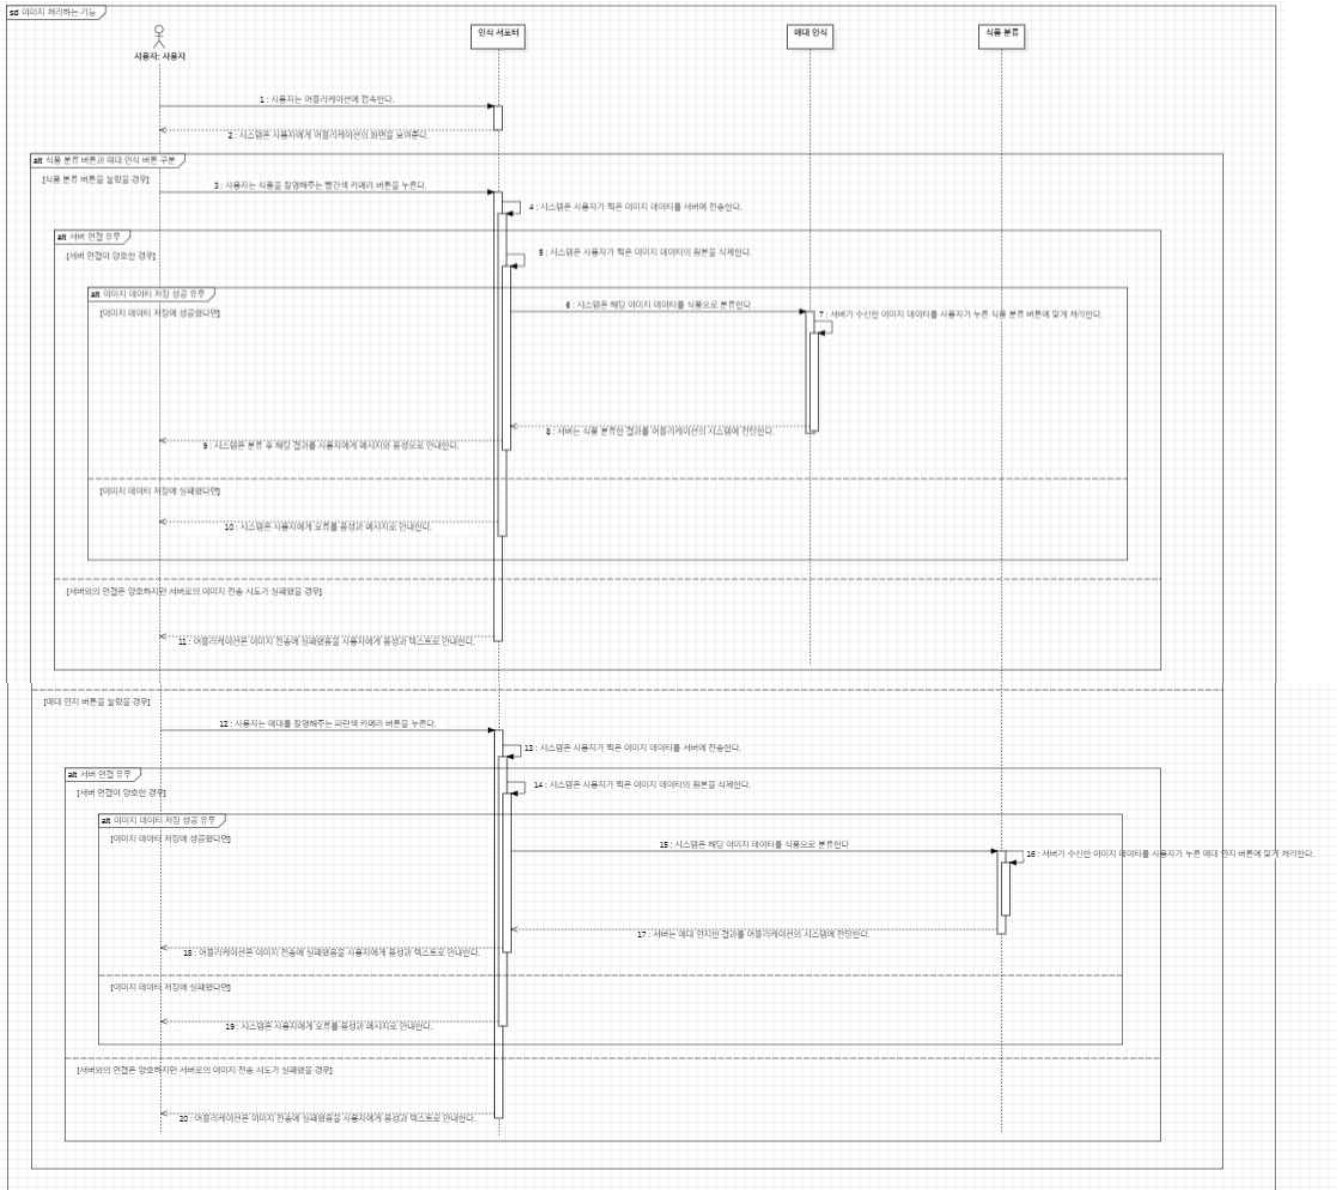 sd 이미지 처리하는 기능
사용자: 사용자
인식 서포터
매대 인식
식품 분류
1 : 사용자는 어플리케이션에 접속한다.
2 : 시스템은 사용자에게 어플리케이션의 화면을 보여준다.
alt 식품 분류 버튼과 매대 인식 버튼 구분
[식품 분류 버튼을 눌렀을 경우]
3 : 사용자는 식품을 촬영해주는 빨간색 카메라 버튼을 누른다.
4 : 시스템은 사용자가 찍은 이미지 데이터를 서버에 전송한다.
alt 서버 연결 유무
[서버 연결이 양호한 경우]
5 : 시스템은 사용자가 찍은 이미지 데이터의 원본을 삭제한다.
alt 이미지 데이터 저장 성공 유무
[이미지 데이터 저장에 성공했다면]
6 : 시스템은 해당 이미지 데이터를 식품으로 분류한다
7 : 서버가 수신한 이미지 데이터를 사용자가 누른 식품 분류 버튼에 맞게 처리한다.
8 : 서버는 식품 분류한 결과를 어플리케이션의 시스템에 전달한다.
9 : 시스템은 분류 후 해당 결과를 사용자에게 메시지와 음성으로 안내한다.
[이미지 데이터 저장에 실패했다면]
10 : 시스템은 사용자에게 오류를 음성과 메시지로 안내한다.
[서버와의 연결은 양호하지만 서버로의 이미지 전송 시도가 실패했을 경우]
11 : 어플리케이션은 이미지 전송에 실패했음을 사용자에게 음성과 텍스트로 안내한다.
[매대 인지 버튼을 눌렀을 경우]
12 : 사용자는 매대를 촬영해주는 파란색 카메라 버튼을 누른다.
13 : 시스템은 사용자가 찍은 이미지 데이터를 서버에 전송한다.
alt 서버 연결 유무
[서버 연결이 양호한 경우]
14 : 시스템은 사용자가 찍은 이미지 데이터의 원본을 삭제한다.
alt 이미지 데이터 저장 성공 유무
[이미지 데이터 저장에 성공했다면]
15 : 시스템은 해당 이미지 데이터를 식품으로 분류한다
16 : 서버가 수신한 이미지 데이터를 사용자가 누른 매대 인지 버튼에 맞게 처리한다.
17 : 서버는 매대 인지한 결과를 어플리케이션의 시스템에 전달한다.
18 : 어플리케이션은 이미지 전송에 실패했음을 사용자에게 음성과 텍스트로 안내한다.
[이미지 데이터 저장에 실패했다면]
19 : 시스템은 사용자에게 오류를 음성과 메시지로 안내한다.
[서버와의 연결은 양호하지만 서버로의 이미지 전송 시도가 실패했을 경우]
20 : 어플리케이션은 이미지 전송에 실패했음을 사용자에게 음성과 텍스트로 안내한다.